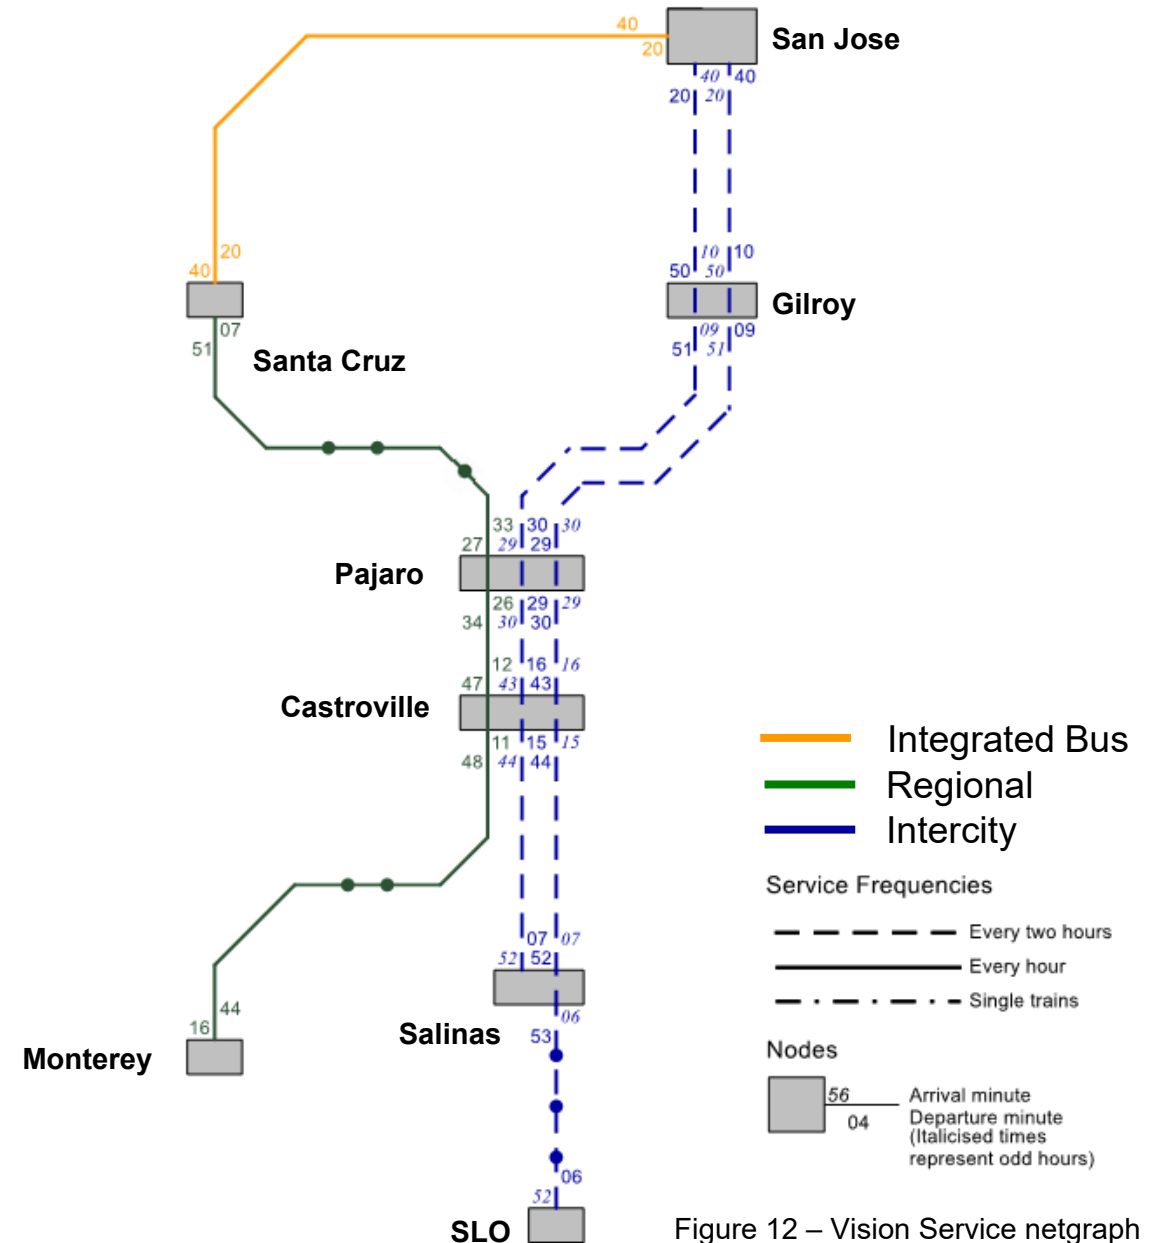 40
20
San Jose
40 40
20 20
20
40
10 10
50 50
Gilroy
07
51
Santa Cruz
09 09
51 51
33 30 30
27 29 29
Pajaro
26 29 29
34 30 30
12 16 16
47 43 43
Castroville
11 15 15
48 44 44
Integrated Bus
Regional
Intercity
Service Frequencies
Every two hours
Every hour
Single trains
07 07
52 52
Salinas
06
53
44
16
Monterey
Nodes
56 Arrival minute
04 Departure minute
(Italicised times
represent odd hours)
06
52
SLO
Figure 12 – Vision Service netgraph